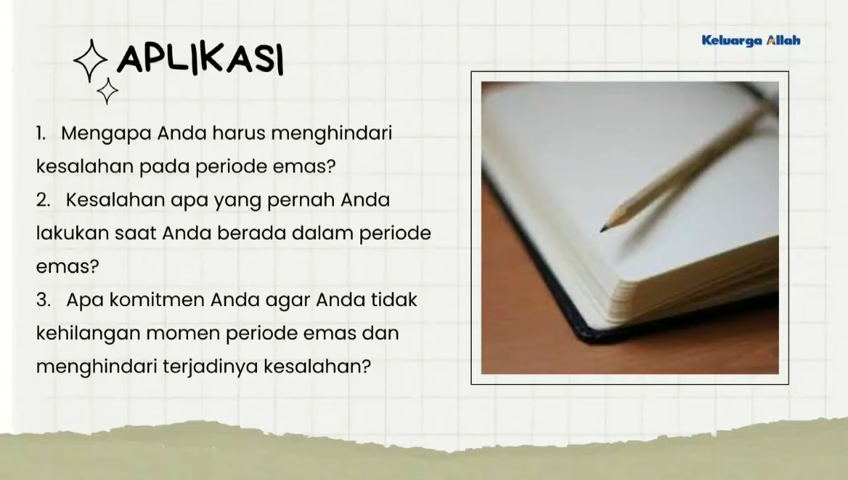 Keluarga Allah
APLIKASI
1. Mengapa Anda harus menghindari
kesalahan pada periode emas?
2. Kesalahan apa yang pernah Anda
lakukan saat Anda berada dalam periode
emas?
3. Apa komitmen Anda agar Anda tidak
kehilangan momen periode emas dan
menghindari terjadinya kesalahan?